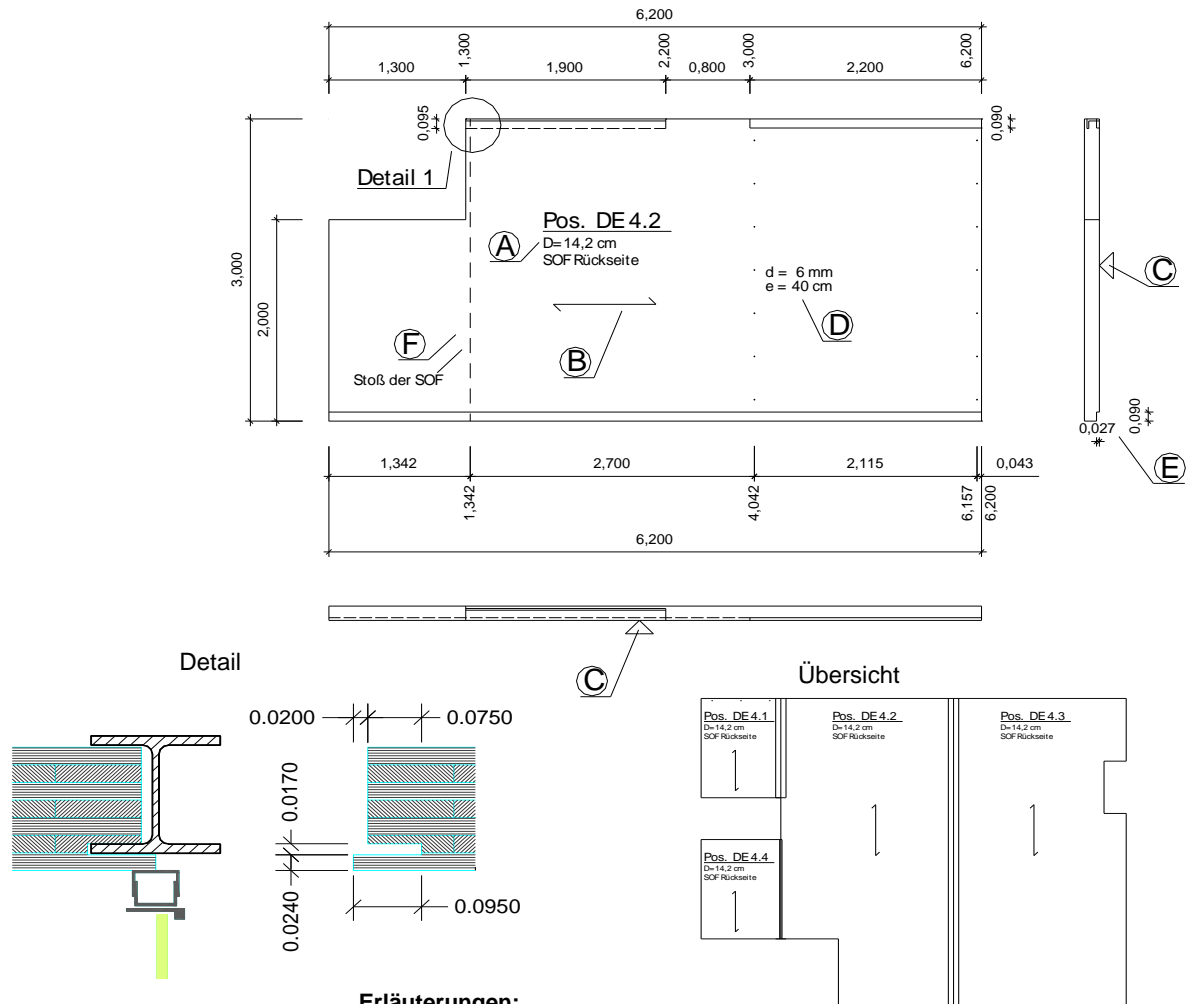 6,200
1,300
2,200
3,000
6,200
1,300
1,900
0,800
2,200
0,095
0,090
Detail 1
Pos. DE 4.2
A
D= 14,2 cm
SOF Rückseite
3,000
2,000
d = 6 mm
e = 40 cm
C
F
B
D
Stoß der SOF
0,027
0,090
E
1,342
2,700
2,115
0,043
1,342
4,042
6,157
6,200
6,200
Detail
C
Übersicht
0.0200
0.0750
0.0170
0.0240
0.0950
Pos. DE 4.1
D= 14,2 cm
SOF Rückseite
Pos. DE 4.2
D= 14,2 cm
SOF Rückseite
Pos. DE 4.3
D= 14,2 cm
SOF Rückseite
Pos. DE 4.4
D= 14,2 cm
SOF Rückseite
Erläuterungen: